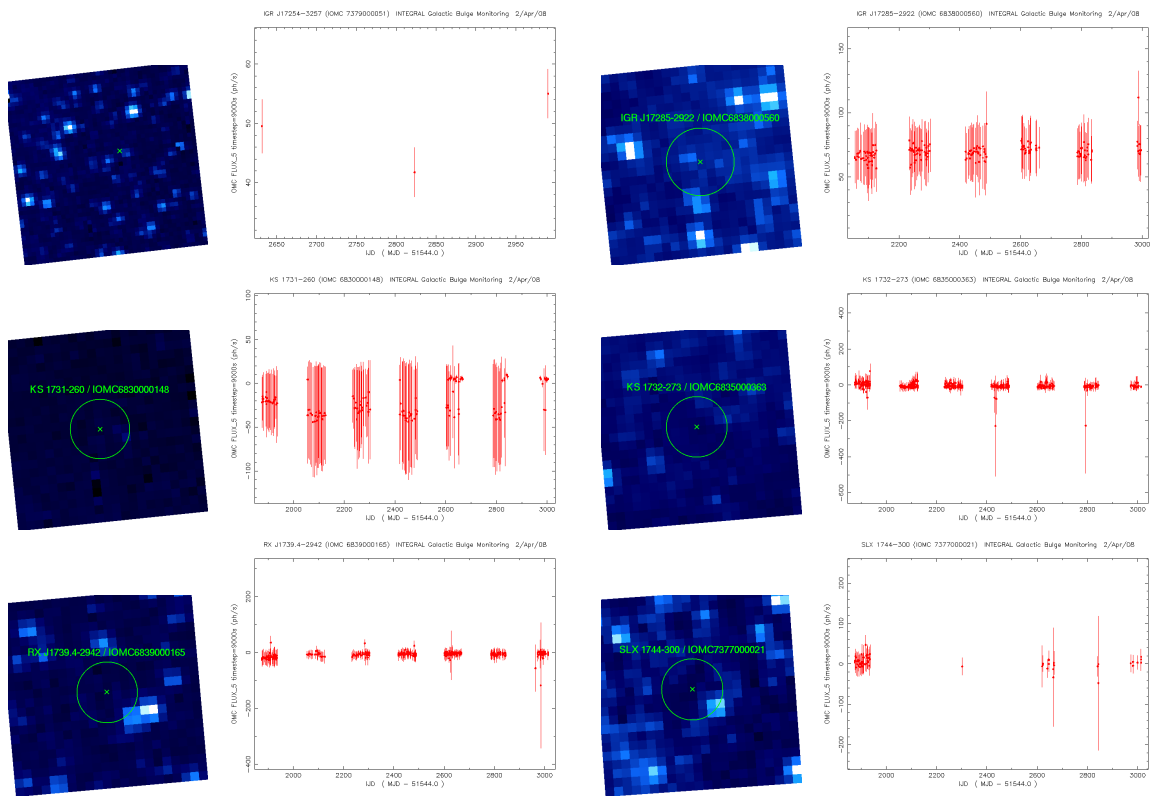 IGR J17254-3257 (IOMC 7379000051)   INTEGRAL Galactic Bulge Monitoring   2/Apr/08
OMC FLUX_5 timestep=9000s (ph/s)
60
50
40
2650 2700 2750 2800 2850 2900 2950
IJD ( MJD - 51544.0 )
IGR J17285-2922 (IOMC 6838000560)   INTEGRAL Galactic Bulge Monitoring   2/Apr/08
IGR J17285-2922 / IOMC6838000560
OMC FLUX_5 timestep=9000s (ph/s)
150
100
50
2200 2400 2600 2800 3000
IJD ( MJD - 51544.0 )
KS 1731-260 (IOMC 6830000148)   INTEGRAL Galactic Bulge Monitoring   2/Apr/08
KS 1731-260 / IOMC6830000148
OMC FLUX_5 timestep=9000s (ph/s)
100
50
0
-50
-100
2000 2200 2400 2600 2800 3000
IJD ( MJD - 51544.0 )
KS 1732-273 (IOMC 6835000363)   INTEGRAL Galactic Bulge Monitoring   2/Apr/08
KS 1732-273 / IOMC6835000363
OMC FLUX_5 timestep=9000s (ph/s)
400
200
0
-200
-400
-600
2000 2200 2400 2600 2800 3000
IJD ( MJD - 51544.0 )
RX J1739.4-2942 (IOMC 6839000165)   INTEGRAL Galactic Bulge Monitoring   2/Apr/08
RX J1739.4-2942 / IOMC6839000165
OMC FLUX_5 timestep=9000s (ph/s)
200
0
-200
-400
2000 2200 2400 2600 2800 3000
IJD ( MJD - 51544.0 )
SLX 1744-300 (IOMC 7377000021)   INTEGRAL Galactic Bulge Monitoring   2/Apr/08
SLX 1744-300 / IOMC7377000021
OMC FLUX_5 timestep=9000s (ph/s)
200
100
0
-100
-200
2000 2200 2400 2600 2800 3000
IJD ( MJD - 51544.0 )